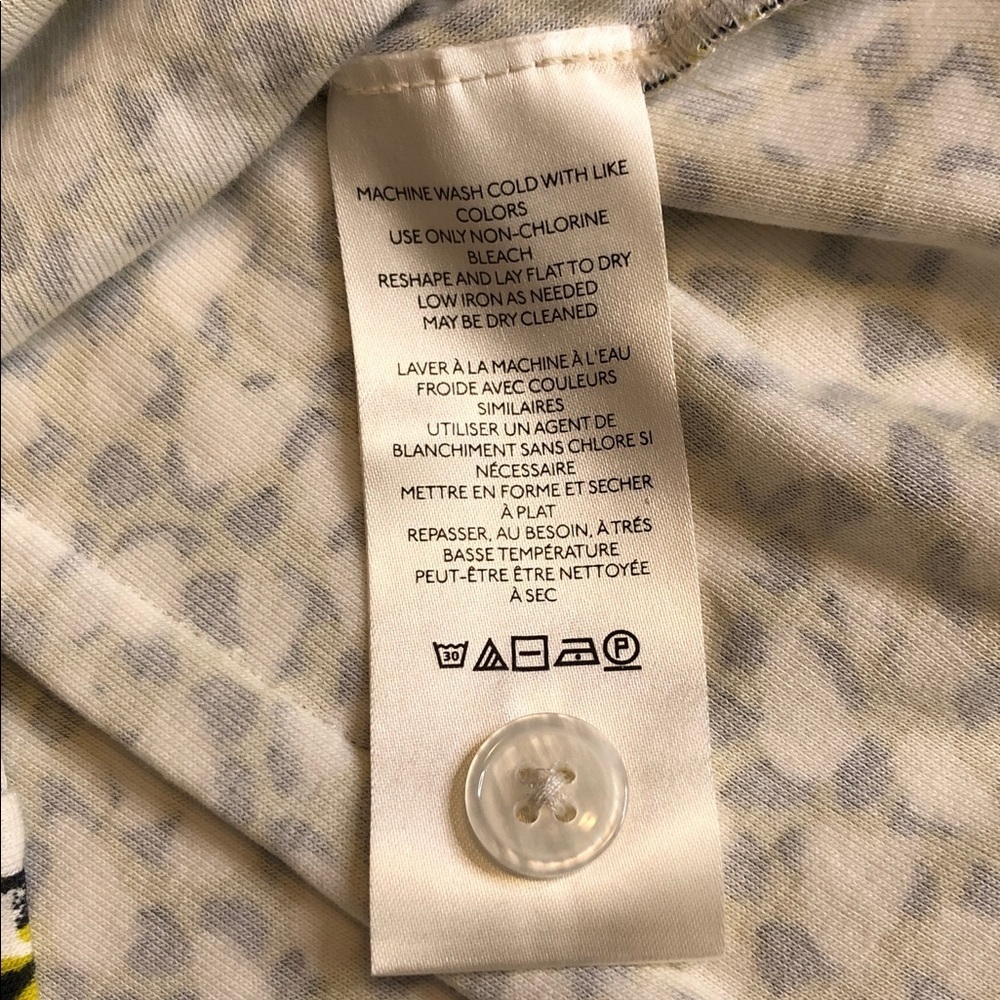 MACHINE WASH COLD WITH LIKE
COLORS
USE ONLY NON-CHLORINE
BLEACH
RESHAPE AND LAY FLAT TO DRY
LOW IRON AS NEEDED
MAY BE DRY CLEANED
LAVER À LA MACHINE À L'EAU
FROIDE AVEC COULEURS
SIMILAIRES
UTILISER UN AGENT DE
BLANCHIMENT SANS CHLORE SI
NÉCESSAIRE
METTRE EN FORME ET SECHER
À PLAT
REPASSER, AU BESOIN, À TRÉS
BASSE TEMPÉRATURE
PEUT-ÊTRE ÊTRE NETTOYÉE
À SEC
30 P